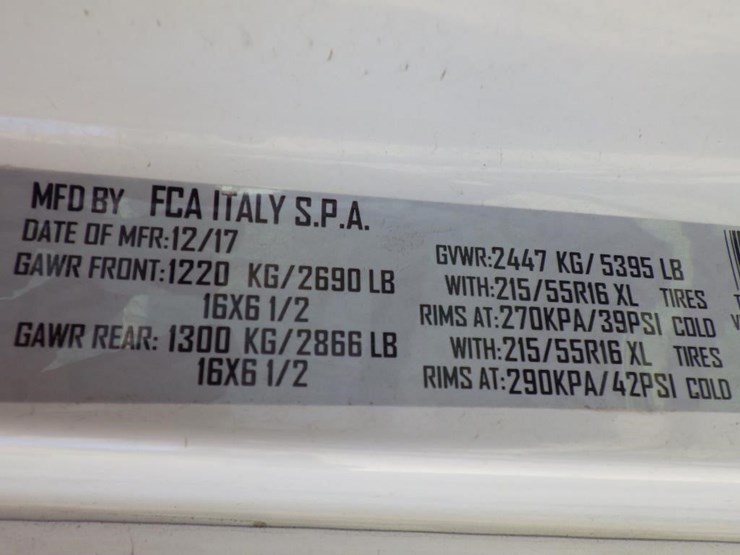 MFD BY FCA ITALY S.P.A.
DATE OF MFR:12/17 GVWR:2447 KG/ 5395 LB
GAWR FRONT:1220 KG/2690 LB WITH:215/55R16 XL TIRES
16X6 1/2 RIMS AT:270KPA/39PSI COLD
GAWR REAR: 1300 KG/2866 LB WITH:215/55R16 XL TIRES
16X6 1/2 RIMS AT:290KPA/42PSI COLD